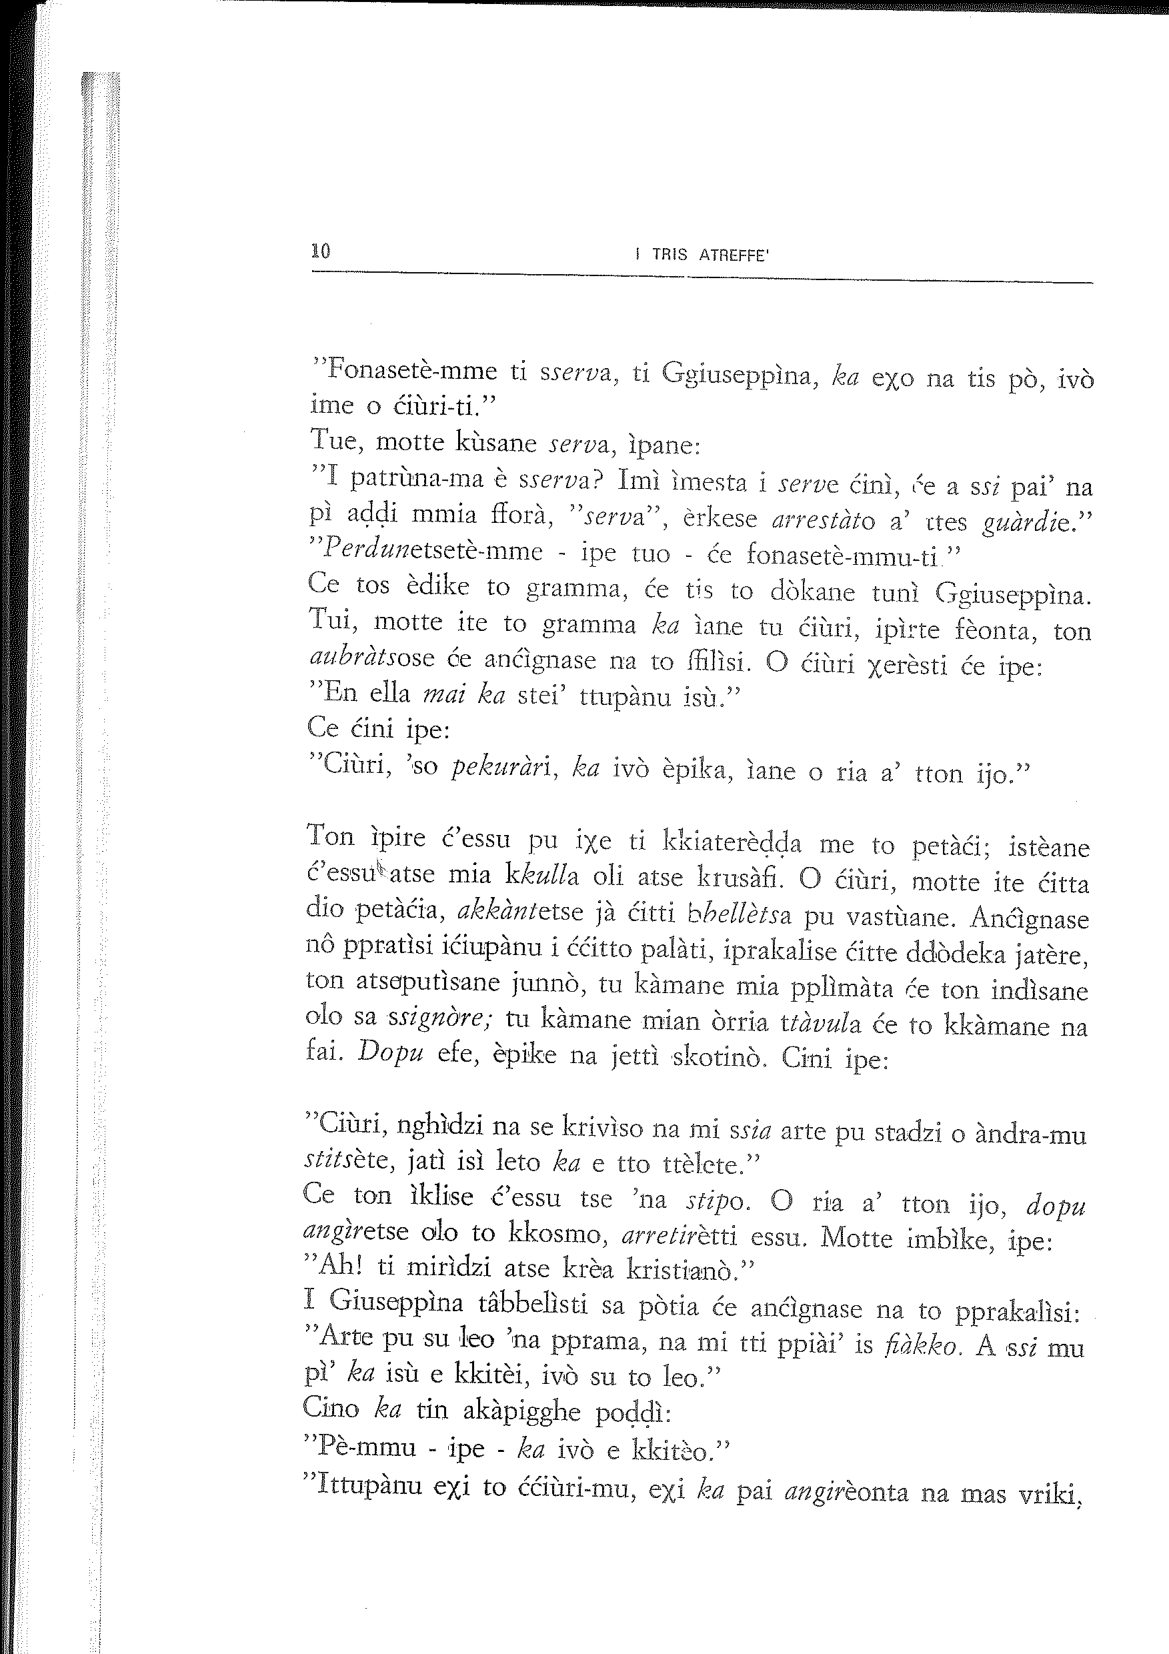 10
I TRIS ATREFFE'
”Fonasetè-mme ti sserva, ti Ggiuseppìna, ka eχo na tis pò, ivò
ime o ćiùri-ti.”
Tue, motte kùsane serva, ìpane:
”I patrùna-ma è sserva? Imì ìmesta i serve ćinì, će a ssi pai’ na
pì aḍḍi mmia fforà, ”serva”, èrkese arrestàto a’ ttes guàrdie.”
”Perdunetsetè-mme - ipe tuo - će fonasetè-mmu-ti.”
Ce tos èdike to gramma, će tis to dòkane tunì Ggiuseppìna.
Tui, motte ite to gramma ka ìane tu ćiùri, ipìrte fèonta, ton
aubràtsose će anćìgnase na to ffilìsi. O ćiùri χerèsti će ipe:
”En ella mai ka stei’ ttupànu isù.”
Ce ćini ipe:
”Ciùri, ’so pekuràri, ka ivò èpika, ìane o ria a’ tton ijo.”
Ton ìpire ć’essu pu iχe ti kkiaterèḍḍa me to petàći; istèane
ć’essu atse mia kkulla oli atse krusàfi. O ćiùri, motte ite ćitta
dio petàćia, akkàntetse jà ćitti bbellètsa pu vastùane. Anćìgnase
nô ppratìsi ićiupànu i ććitto palàti, iprakalise ćitte ddòdeka jatère,
ton atseputìsane junnò, tu kàmane mia pplìmàta će ton indìsane
olo sa ssignòre; tu kàmane mian òrria ttàvula će to kkàmane na
fai. Dopu efe, èpike na jettì skotinò. Cini ipe:
”Ciùri, nghìdzi na se krivìso na mi ssia arte pu stadzi o àndra-mu
stitsète, jatì isì leto ka e tto ttèlete.”
Ce ton ìklise ć’essu tse ’na stipo. O ria a’ tton ijo, dopu
angìretse olo to kkosmo, arretirètti essu. Motte imbìke, ipe:
”Ah! ti mirìdzi atse krèa kristianò.”
I Giuseppìna tâbbelìsti sa pòtia će anćìgnase na to pprakalìsi:
”Arte pu su leo ’na pprama, na mi tti ppiài’ is fiàkko. A ssi mu
pì’ ka isù e kkitèi, ivò su to leo.”
Cino ka tin akàpigghe poḍḍì:
”Pè-mmu - ipe - ka ivò e kkitèo.”
”Ittupànu eχi to ććiùri-mu, eχi ka pai angirèonta na mas vriki,